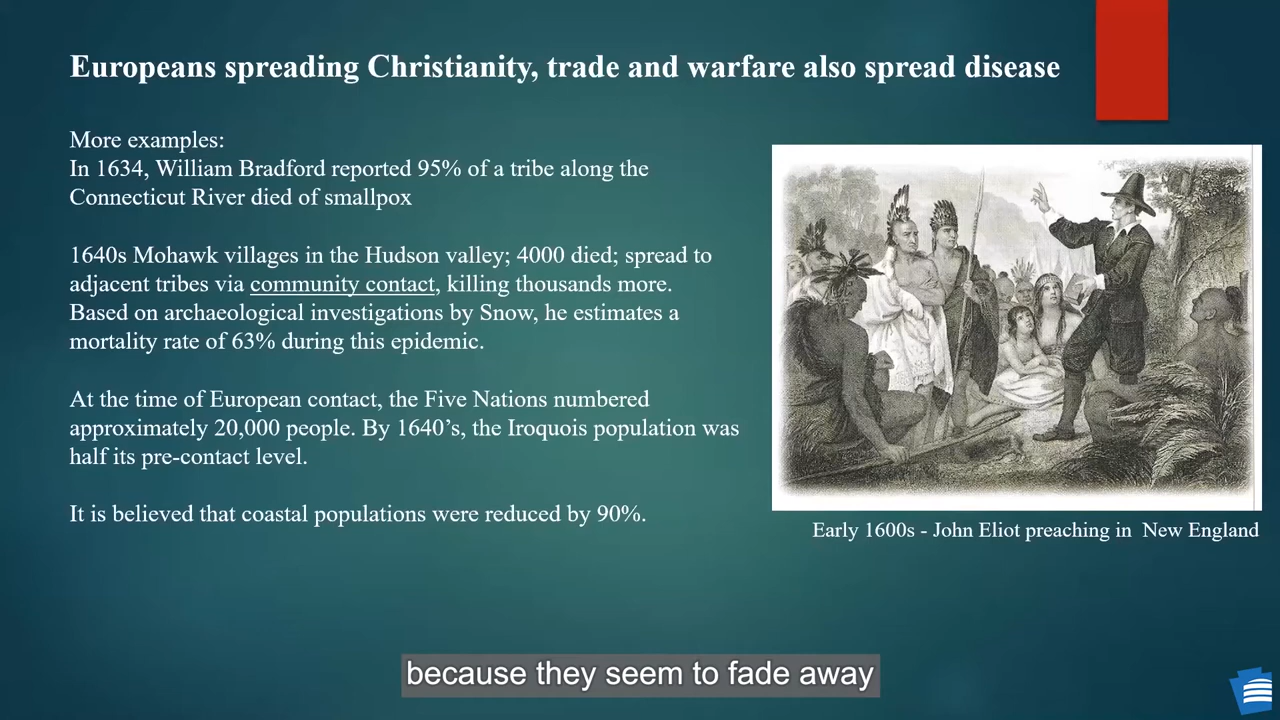 Europeans spreading Christianity, trade and warfare also spread disease
More examples:
In 1634, William Bradford reported 95% of a tribe along the
Connecticut River died of smallpox
1640s Mohawk villages in the Hudson valley; 4000 died; spread to
adjacent tribes via community contact, killing thousands more.
Based on archaeological investigations by Snow, he estimates a
mortality rate of 63% during this epidemic.
At the time of European contact, the Five Nations numbered
approximately 20,000 people. By 1640’s, the Iroquois population was
half its pre-contact level.
It is believed that coastal populations were reduced by 90%.
Early 1600s - John Eliot preaching in New England
because they seem to fade away